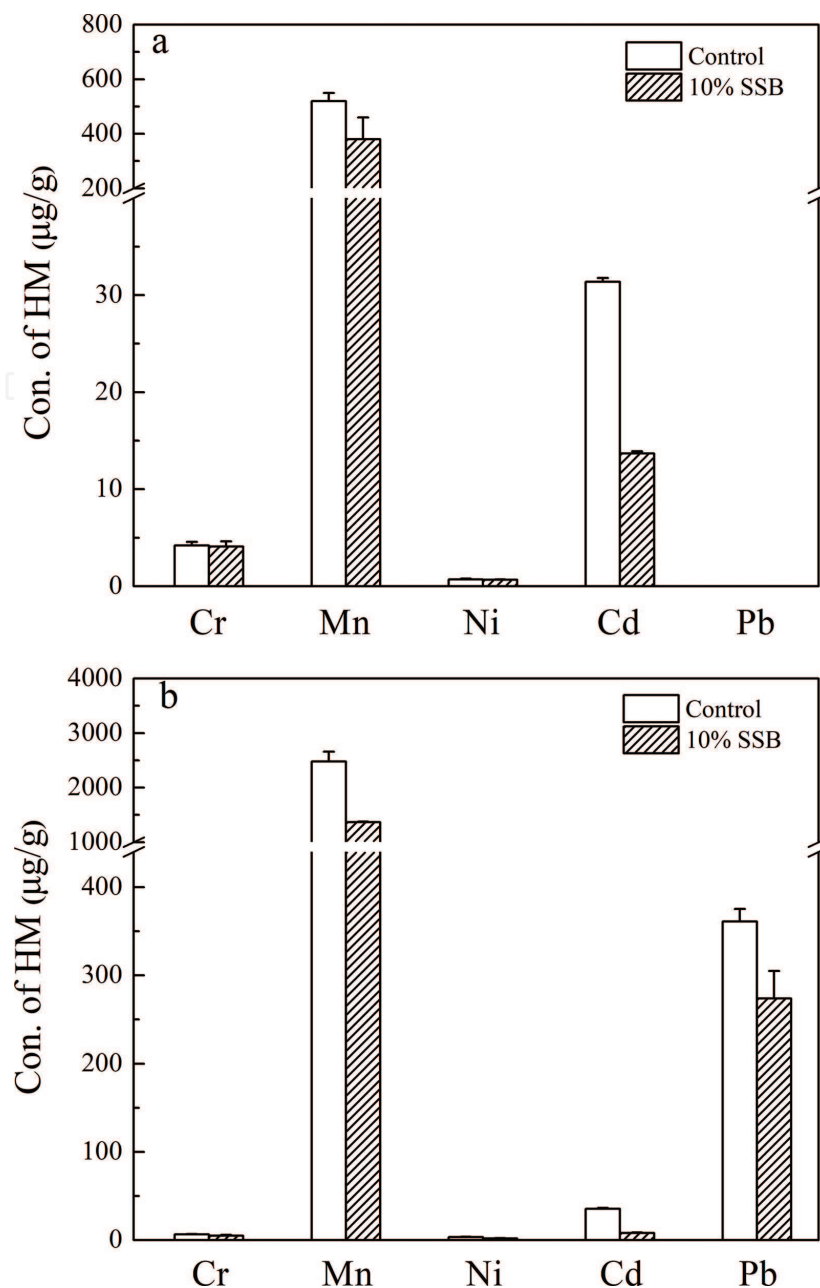 a
800
600
400
200
30
20
10
0
Con. of HM (μg/g)
Control
10% SSB
Cr Mn Ni Cd Pb
b
4000
3000
2000
1000
400
300
200
100
0
Con. of HM (μg/g)
Control
10% SSB
Cr Mn Ni Cd Pb